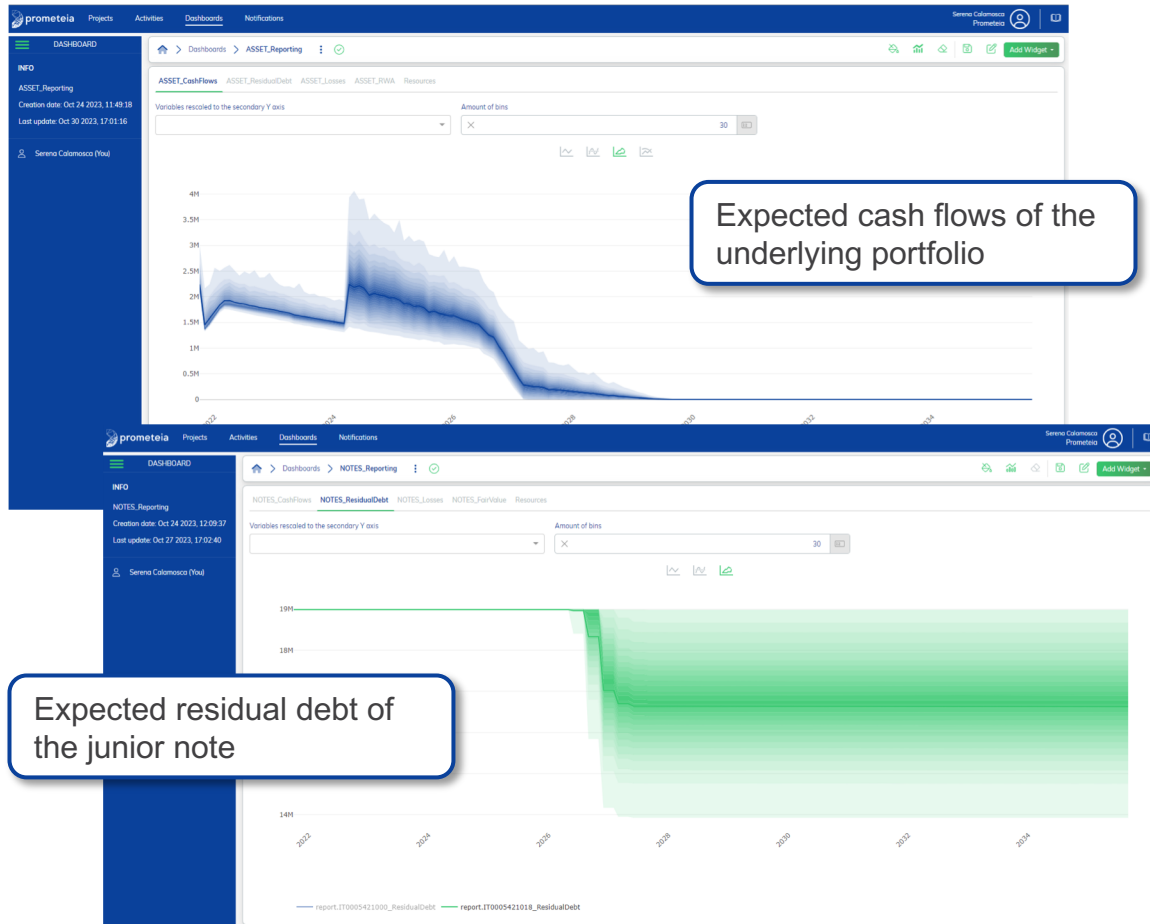 prometeia Projects Activities Dashboards Notifications Serena Calamosca
Prometeia
DASHBOARD
Dashboards > ASSET_Reporting
Add Widget
INFO
ASSET_Reporting
Creation date: Oct 24 2023, 11:49:18
Last update: Oct 30 2023, 17:01:16
Serena Calamosca (You)
ASSET_CashFlows ASSET_ResidualDebt ASSET_Losses ASSET_RWA Resources
Variables rescaled to the secondary Y axis
Amount of bins
30
4M
3.5M
3M
2.5M
2M
1.5M
1M
0.5M
0
2022 2024 2026 2028 2030 2032 2034
Expected cash flows of the
underlying portfolio
prometeia Projects Activities Dashboards Notifications Serena Calamosca
Prometeia
DASHBOARD
Dashboards > NOTES_Reporting
Add Widget
INFO
NOTES_Reporting
Creation date: Oct 24 2023, 12:09:37
Last update: Oct 27 2023, 17:02:40
Serena Calamosca (You)
NOTES_CashFlows NOTES_ResidualDebt NOTES_Losses NOTES_FairValue Resources
Variables rescaled to the secondary Y axis
Amount of bins
30
19M
18M
14M
2022 2024 2026 2028 2030 2032 2034
Expected residual debt of
the junior note
report.IT0005421000_ResidualDebt report.IT0005421018_ResidualDebt